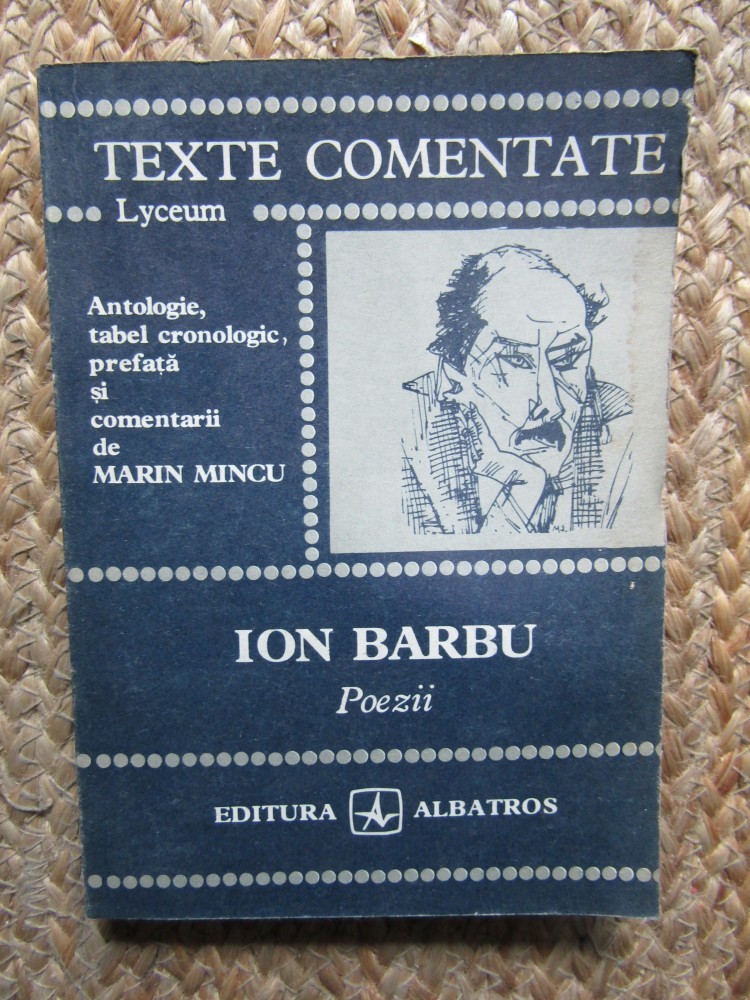 TEXTE COMENTATE
Lyceum
Antologie,
tabel cronologic,
prefață
și
comentarii
de
MARIN MINCU
M.J.
ION BARBU
Poezii
EDITURA ALBATROS